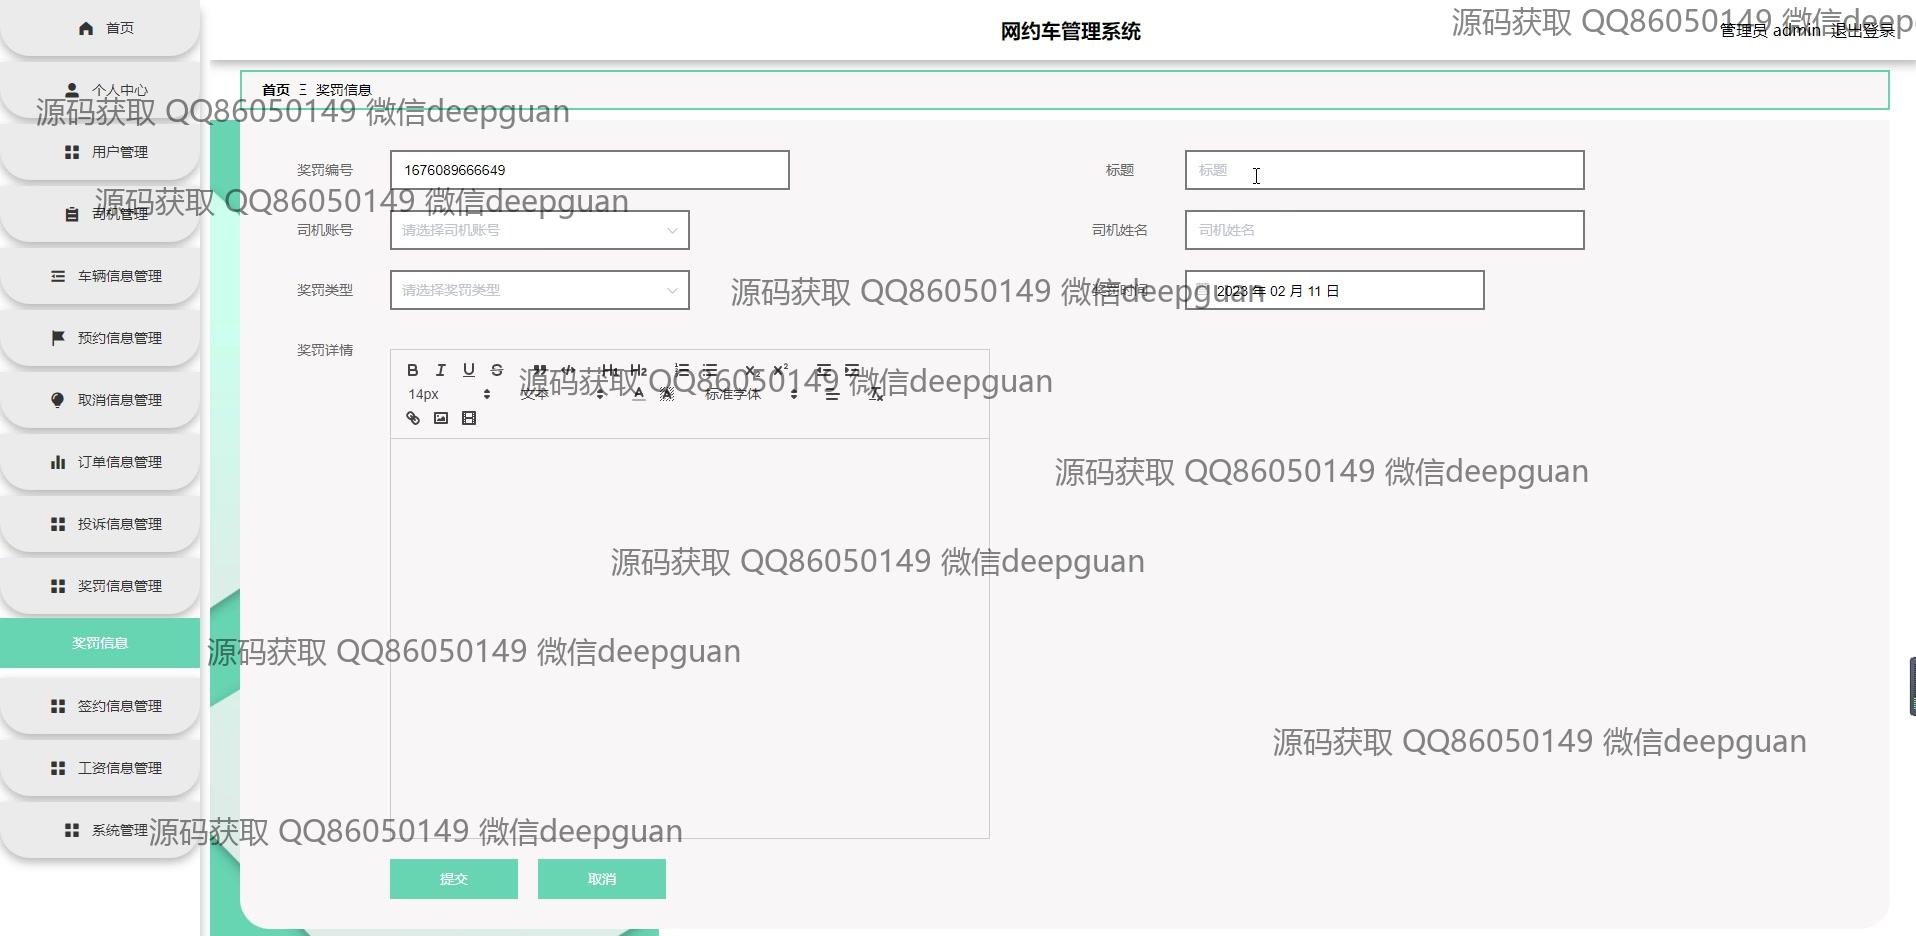 首页
网约车管理系统
源码获取 QQ86050149 微信deep
管理员 admin 退出登录
个人中心
首页 Ξ 奖罚信息
源码获取 QQ86050149 微信deepguan
用户管理
奖罚编号 1676089666649
标题 标题
源码获取 QQ86050149 微信deepguan
司机管理
司机账号 请选择司机账号
司机姓名 司机姓名
车辆信息管理
奖罚类型 请选择奖罚类型
源码获取 QQ86050149 微信deepguan
奖罚时间 2023 年 02 月 11 日
预约信息管理
奖罚详情
B I U S H1 H2 X2 X2
源码获取 QQ86050149 微信deepguan
14px 文本 A A 标准字体
取消信息管理
订单信息管理
源码获取 QQ86050149 微信deepguan
投诉信息管理
源码获取 QQ86050149 微信deepguan
奖罚信息管理
奖罚信息
源码获取 QQ86050149 微信deepguan
签约信息管理
源码获取 QQ86050149 微信deepguan
工资信息管理
系统管理
源码获取 QQ86050149 微信deepguan
提交 取消